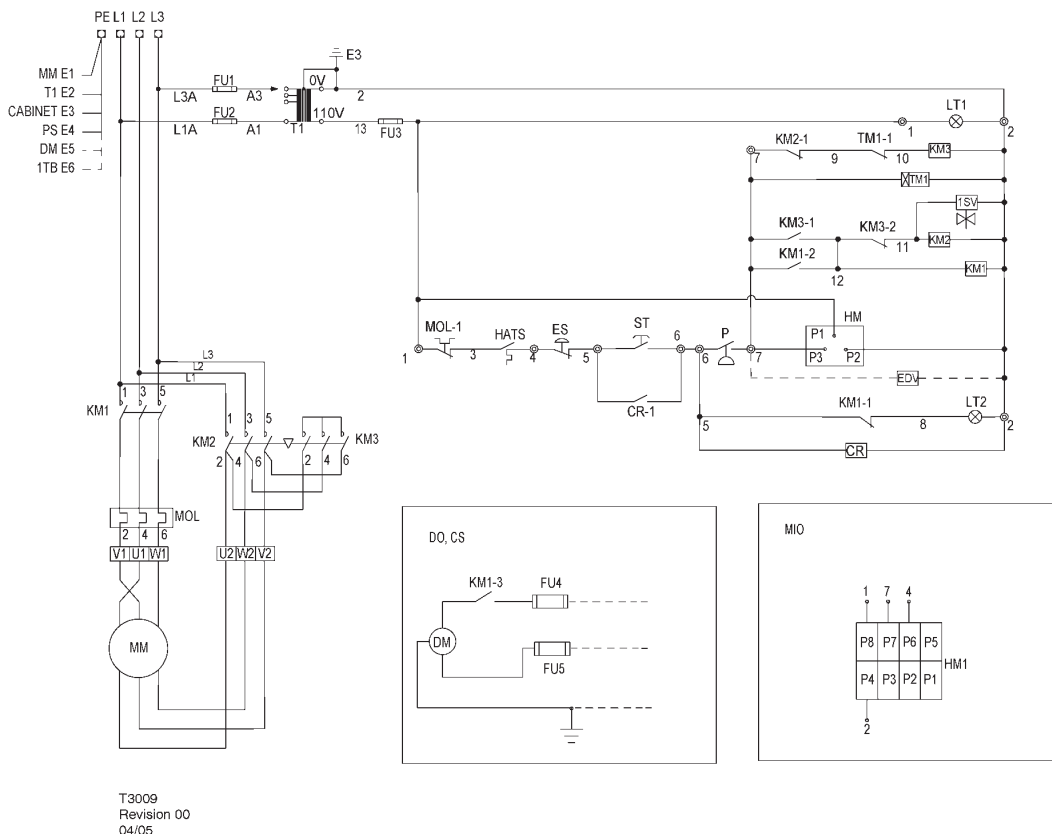 PE L1 L2 L3
MM E1
T1 E2
CABINET E3
PS E4
DM E5
1TB E6
FU1
L3A
A3
FU2
L1A
A1
0V
E3
110V
T1
2
13
FU3
LT1
1
2
7
KM2-1
9
TM1-1
10
KM3
TM1
1SV
KM3-1
KM3-2
11
KM2
KM1-2
12
KM1
1
MOL-1
3
HATS
4
ES
5
ST
6
6
P
7
HM
P1
P3
P2
EDV
CR-1
5
KM1-1
8
LT2
2
CR
L3
L2
L1
1 3 5
KM1
1 3 5
KM2
2 4 6
2 4 6
KM3
MOL
2 4 6
V1 U1 W1
U2 W2 V2
MM
DO, CS
KM1-3
FU4
DM
FU5
MIO
1 7 4
P8 P7 P6 P5
HM1
P4 P3 P2 P1
2
T3009
Revision 00
04/05